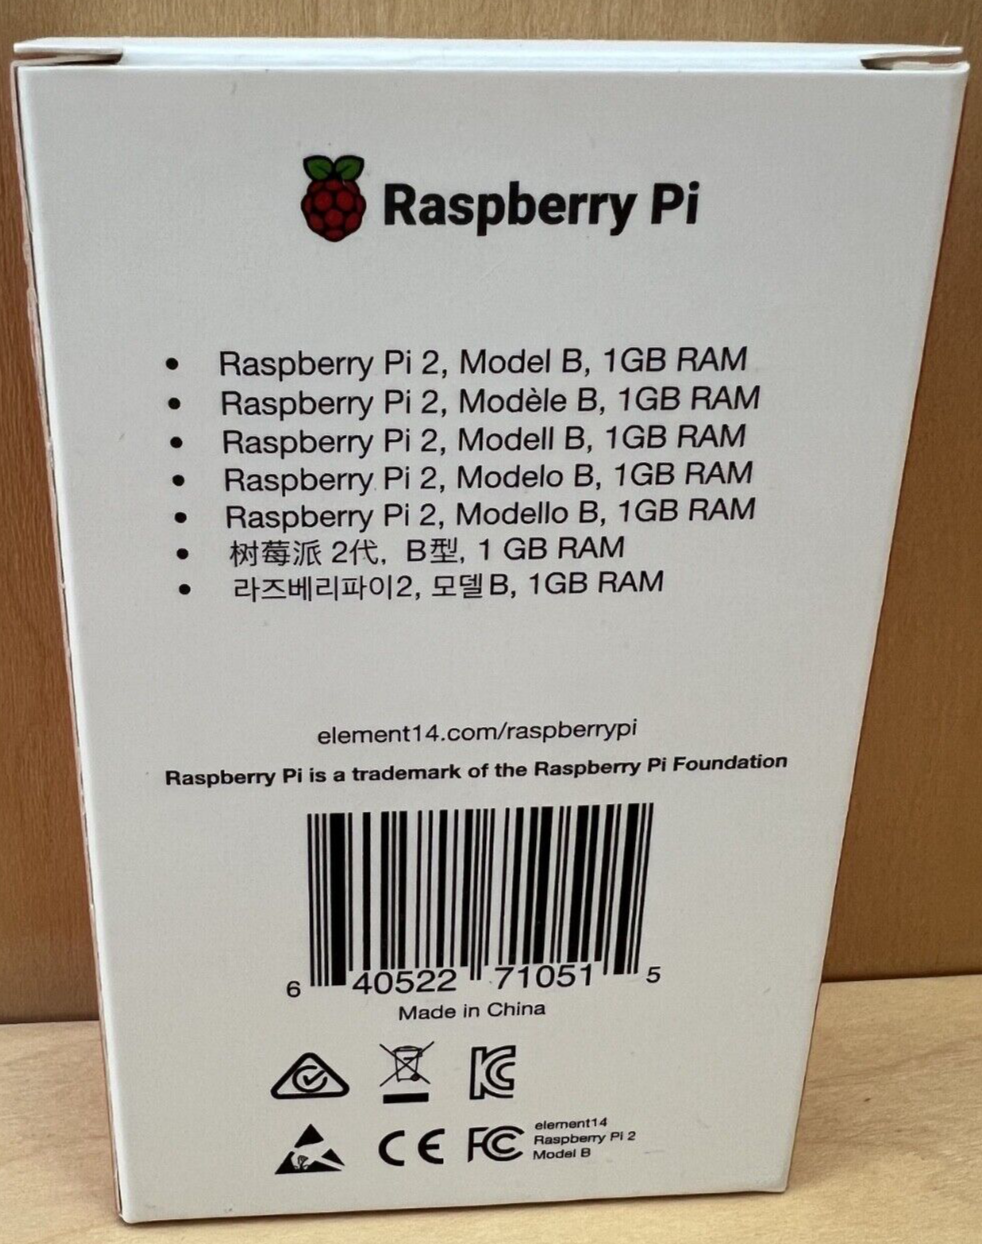 Raspberry Pi
• Raspberry Pi 2, Model B, 1GB RAM
• Raspberry Pi 2, Modèle B, 1GB RAM
• Raspberry Pi 2, Modell B, 1GB RAM
• Raspberry Pi 2, Modelo B, 1GB RAM
• Raspberry Pi 2, Modello B, 1GB RAM
• 树莓派 2代, B型, 1 GB RAM
• 라즈베리파이2, 모델 B, 1GB RAM
element14.com/raspberrypi
Raspberry Pi is a trademark of the Raspberry Pi Foundation
6 40522 71051 5
Made in China
CE FC
element14
Raspberry Pi 2
Model B